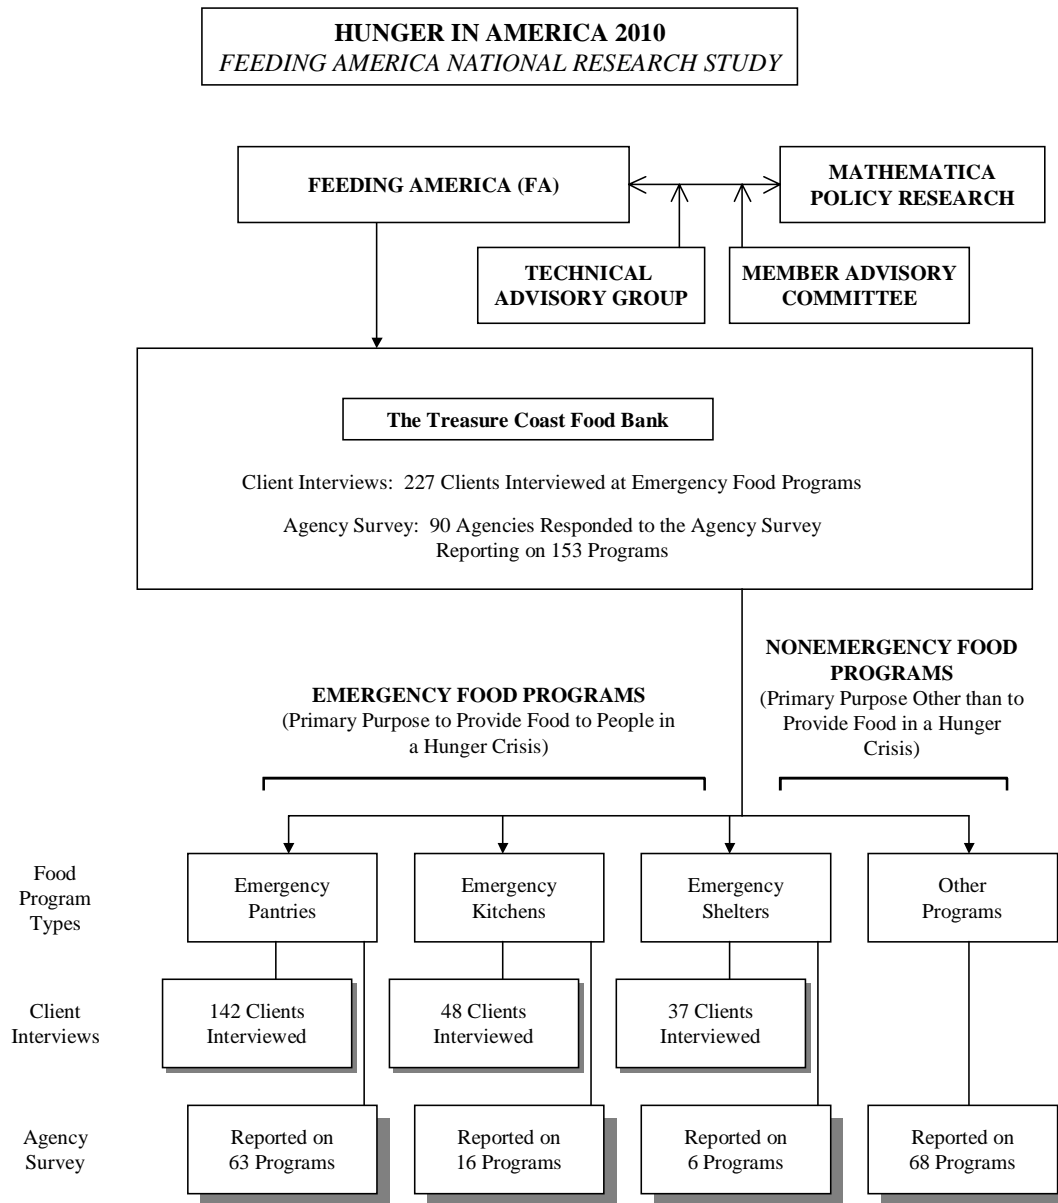 HUNGER IN AMERICA 2010
FEEDING AMERICA NATIONAL RESEARCH STUDY
FEEDING AMERICA (FA)
MATHEMATICA
POLICY RESEARCH
TECHNICAL
ADVISORY GROUP
MEMBER ADVISORY
COMMITTEE
The Treasure Coast Food Bank
Client Interviews: 227 Clients Interviewed at Emergency Food Programs
Agency Survey: 90 Agencies Responded to the Agency Survey
Reporting on 153 Programs
EMERGENCY FOOD PROGRAMS
(Primary Purpose to Provide Food to People in
a Hunger Crisis)
NONEMERGENCY FOOD
PROGRAMS
(Primary Purpose Other than to
Provide Food in a Hunger
Crisis)
Food
Program
Types
Emergency
Pantries
Emergency
Kitchens
Emergency
Shelters
Other
Programs
Client
Interviews
142 Clients
Interviewed
48 Clients
Interviewed
37 Clients
Interviewed
Agency
Survey
Reported on
63 Programs
Reported on
16 Programs
Reported on
6 Programs
Reported on
68 Programs